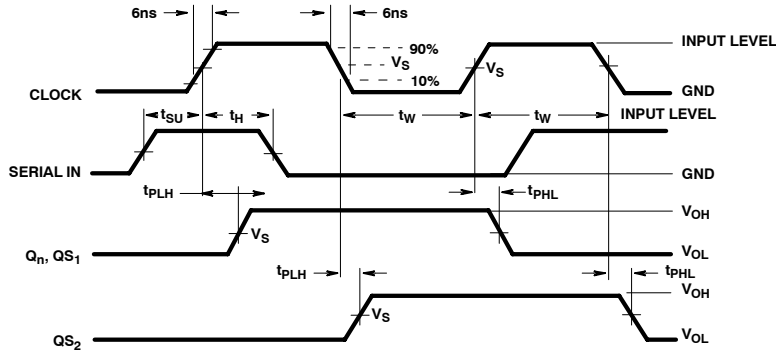 6ns 6ns
INPUT LEVEL
90%
VS VS
10%
CLOCK GND
tSU tH tW tW INPUT LEVEL
SERIAL IN GND
tPLH tPHL
VOH
VS
Qn, QS1 VOL
tPLH tPHL
VOH
VS
QS2 VOL